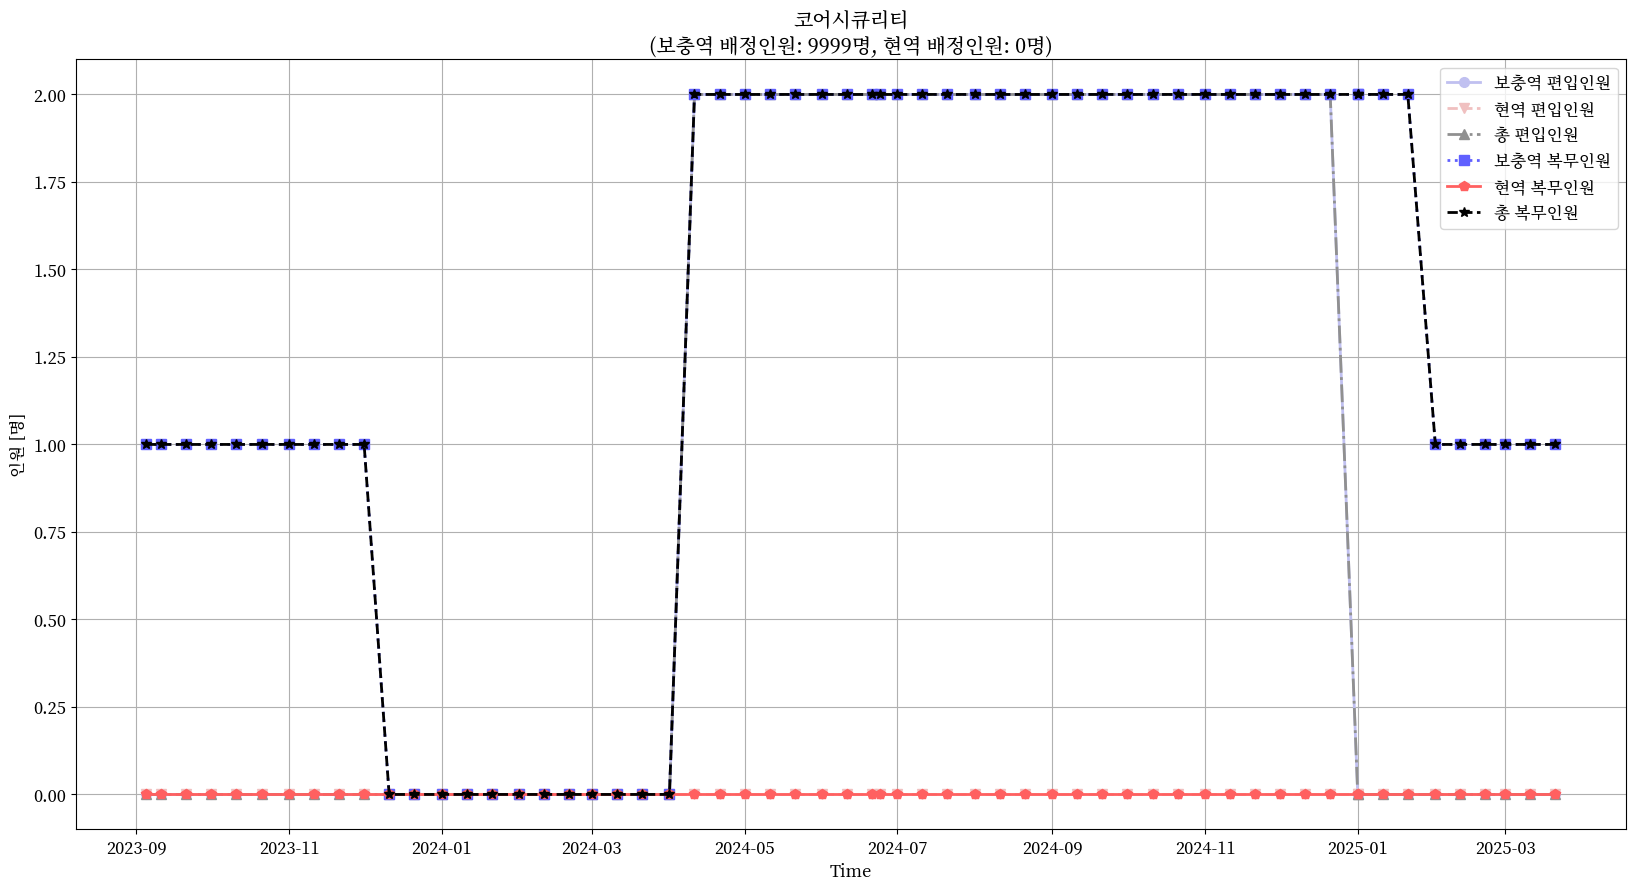 코어시큐리티
(보충역 배정인원: 9999명, 현역 배정인원: 0명)
보충역 편입인원
현역 편입인원
총 편입인원
보충역 복무인원
현역 복무인원
총 복무인원
2.00
1.75
1.50
1.25
1.00
0.75
0.50
0.25
0.00
인원 [명]
2023-09 2023-11 2024-01 2024-03 2024-05 2024-07 2024-09 2024-11 2025-01 2025-03
Time